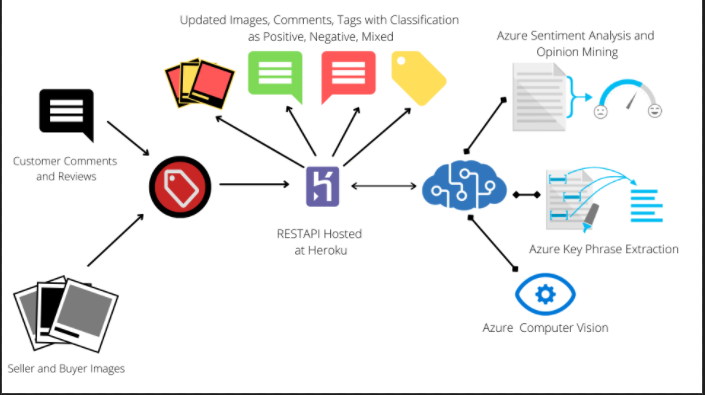 Updated Images, Comments, Tags with Classification
as Positive, Negative, Mixed
Azure Sentiment Analysis and
Opinion Mining
Customer Comments
and Reviews
RESTAPI Hosted
at Heroku
Azure Key Phrase Extraction
Azure Computer Vision
Seller and Buyer Images